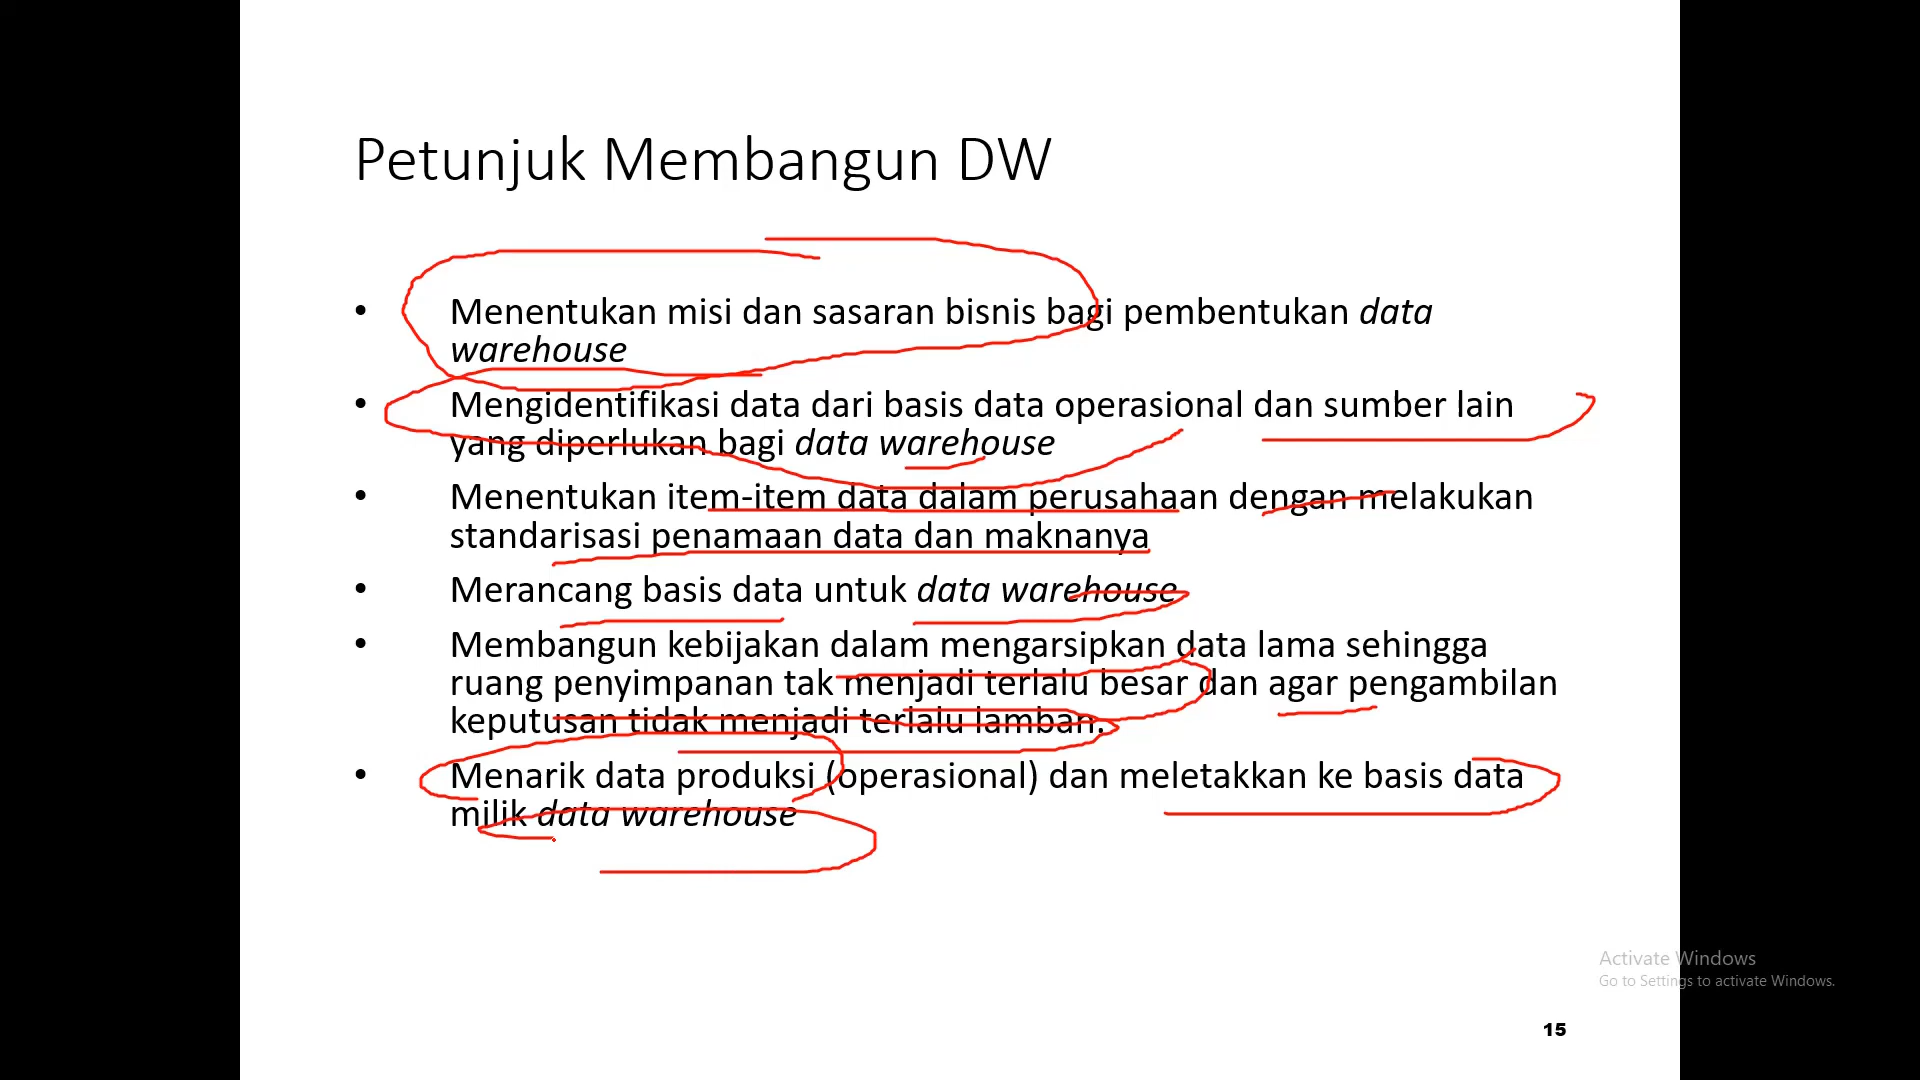 Petunjuk Membangun DW
• Menentukan misi dan sasaran bisnis bagi pembentukan data
warehouse
• Mengidentifikasi data dari basis data operasional dan sumber lain
yang diperlukan bagi data warehouse
• Menentukan item-item data dalam perusahaan dengan melakukan
standarisasi penamaan data dan maknanya
• Merancang basis data untuk data warehouse
• Membangun kebijakan dalam mengarsipkan data lama sehingga
ruang penyimpanan tak menjadi terlalu besar dan agar pengambilan
keputusan tidak menjadi terlalu lamban.
• Menarik data produksi (operasional) dan meletakkan ke basis data
milik data warehouse
Activate Windows
Go to Settings to activate Windows.
15